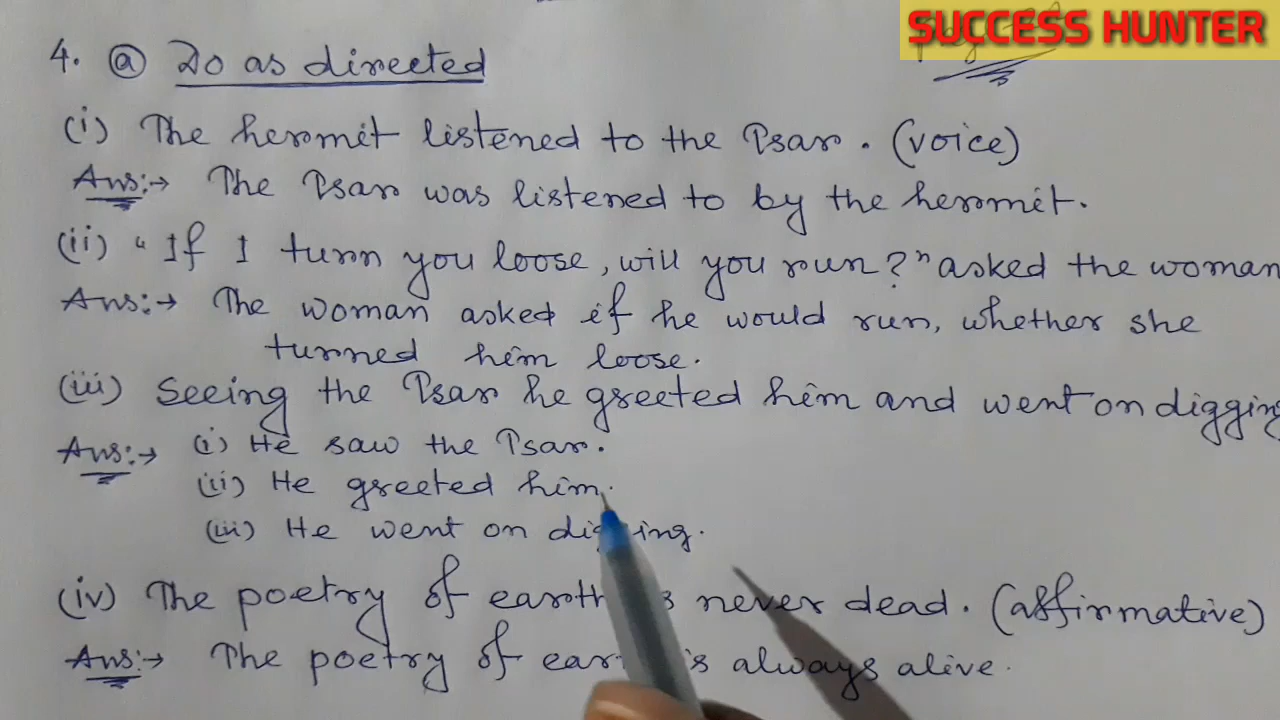 SUCCESS HUNTER
4. (a) Do as directed
(i) The hermit listened to the Tsar. (voice)
Ans:→ The Tsar was listened to by the hermit.
(ii) "If I turn you loose, will you run?" asked the woman
Ans:→ The woman asked if he would run, whether she
turned him loose.
(iii) Seeing the Tsar he greeted him and went on digging
Ans:→ (i) He saw the Tsar.
(ii) He greeted him.
(iii) He went on digging.
(iv) The poetry of earth is never dead. (affirmative)
Ans:→ The poetry of earth is always alive.